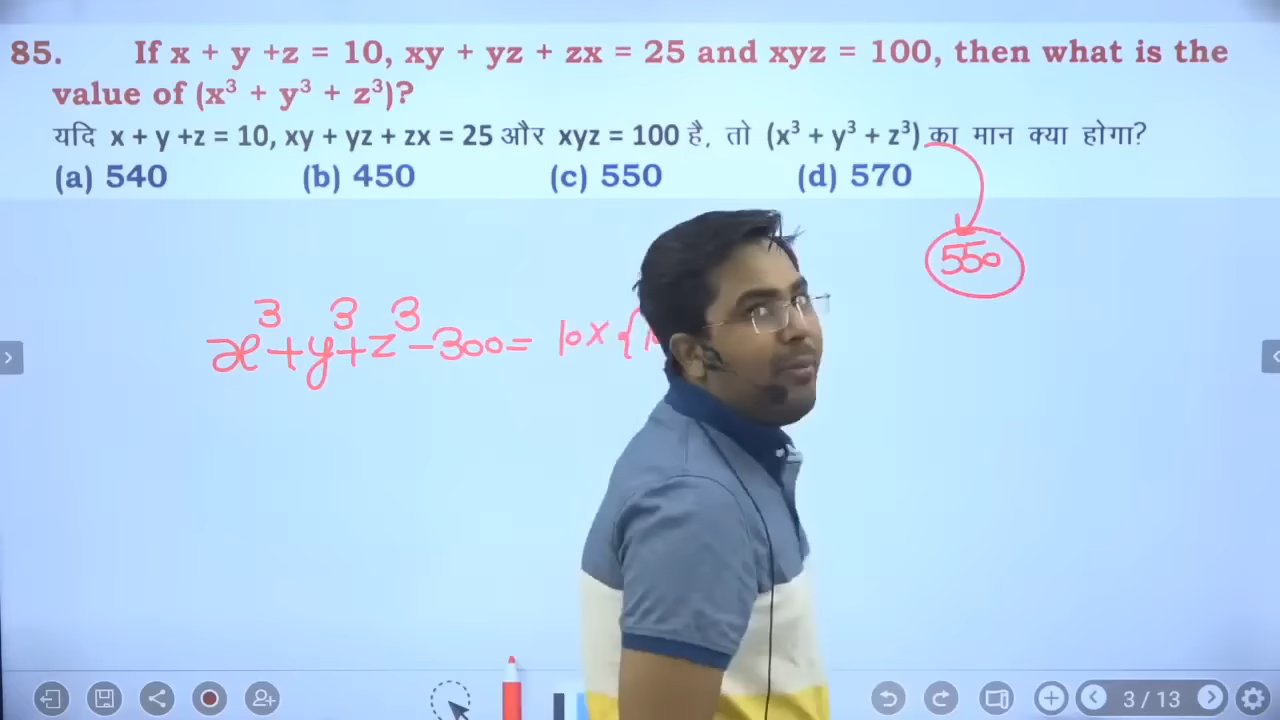 85. If x + y +z = 10, xy + yz + zx = 25 and xyz = 100, then what is the
value of (x³ + y³ + z³)?
यदि x + y +z = 10, xy + yz + zx = 25 और xyz = 100 है, तो (x³ + y³ + z³) का मान क्या होगा?
(a) 540 (b) 450 (c) 550 (d) 570
550
x³+y³+z³-300= 10×{1
3 / 13